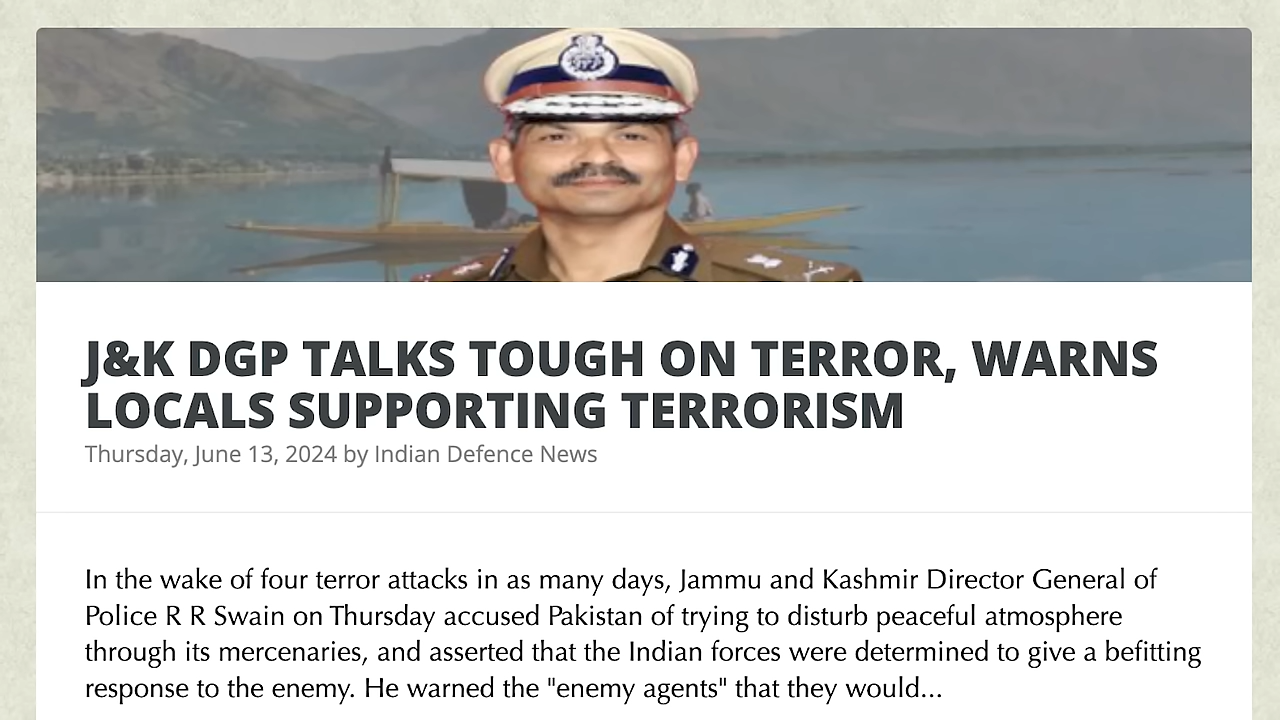 J&K DGP TALKS TOUGH ON TERROR, WARNS
LOCALS SUPPORTING TERRORISM
Thursday, June 13, 2024 by Indian Defence News
In the wake of four terror attacks in as many days, Jammu and Kashmir Director General of
Police R R Swain on Thursday accused Pakistan of trying to disturb peaceful atmosphere
through its mercenaries, and asserted that the Indian forces were determined to give a befitting
response to the enemy. He warned the "enemy agents" that they would...